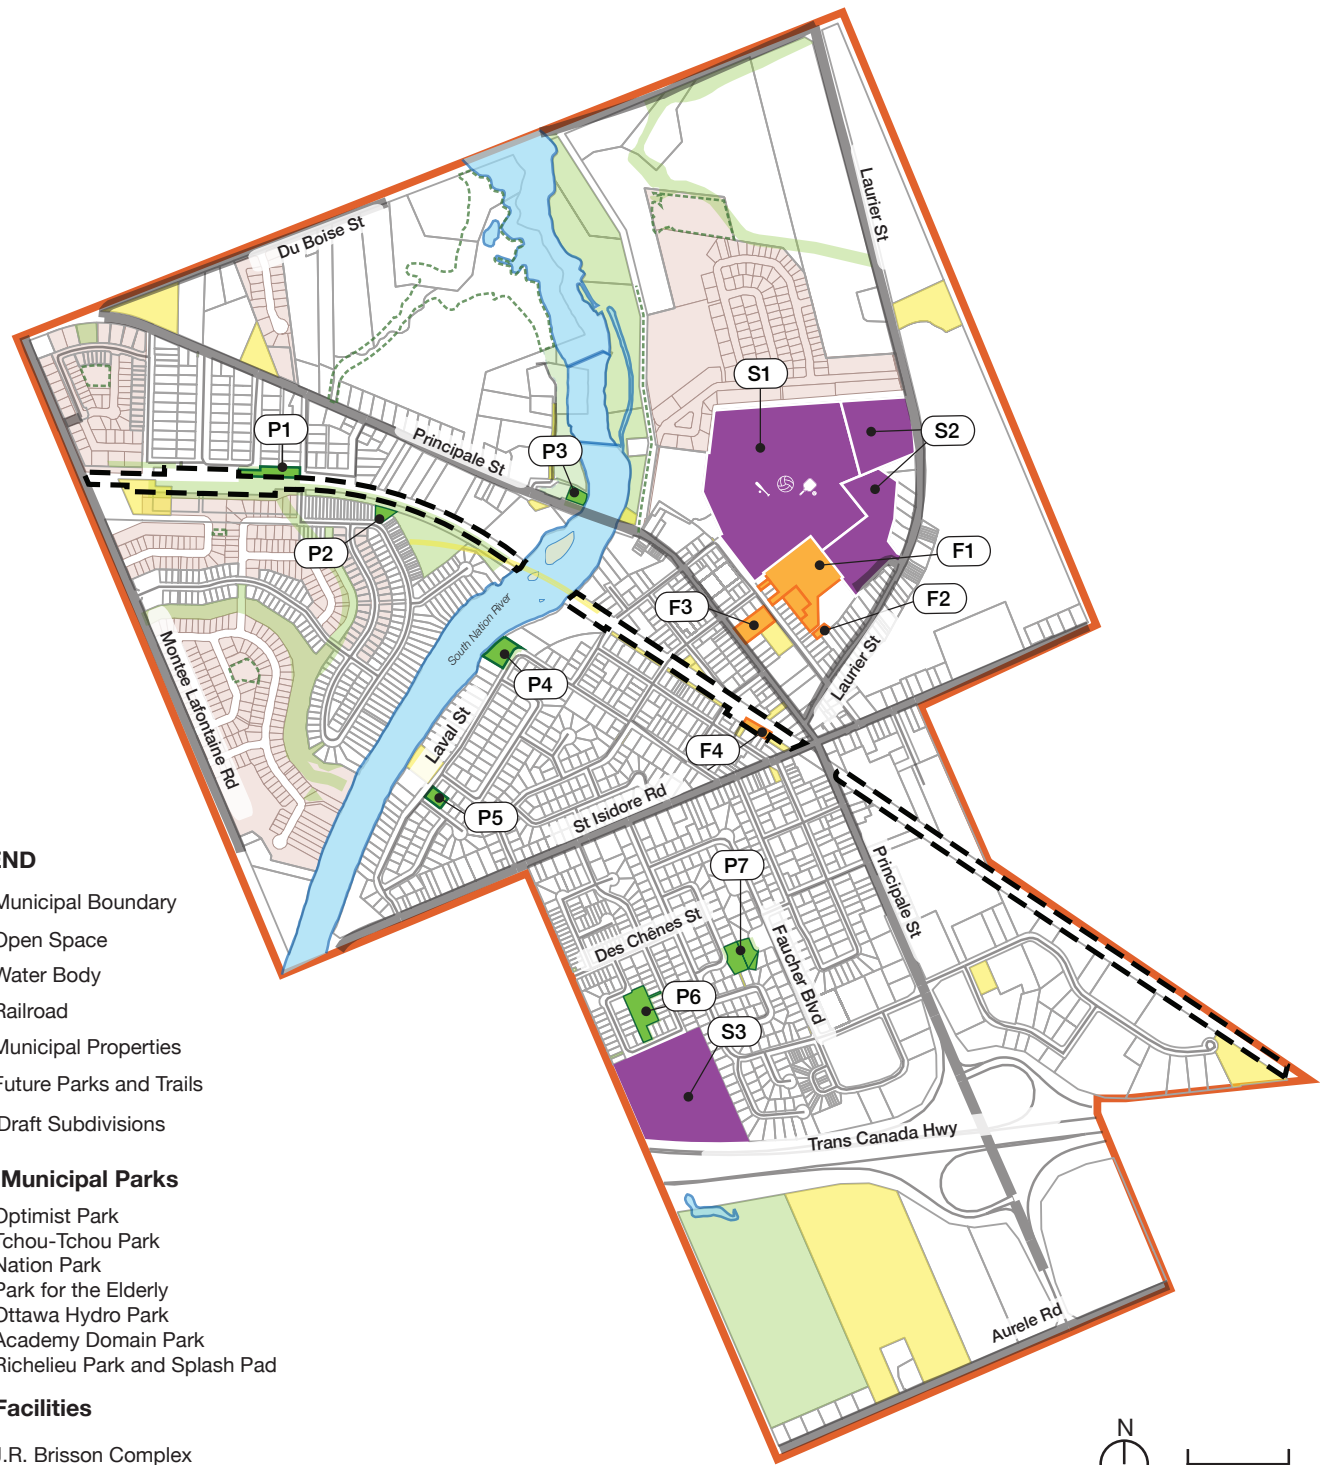 Laurier St
Du Boise St
S1
S2
P1
Principale St
P3
P2
F1
F2
F3
South Nation River
Montee Lafontaine Rd
P4
Laurier St
Laval St
F4
P5
St Isidore Rd
P7
Principale St
Des Chênes St
Faucher Blvd
P6
S3
Trans Canada Hwy
Aurele Rd
N
END
Municipal Boundary
Open Space
Water Body
Railroad
Municipal Properties
Future Parks and Trails
Draft Subdivisions
Municipal Parks
Optimist Park
Tchou-Tchou Park
Nation Park
Park for the Elderly
Ottawa Hydro Park
Academy Domain Park
Richelieu Park and Splash Pad
Facilities
J.R. Brisson Complex